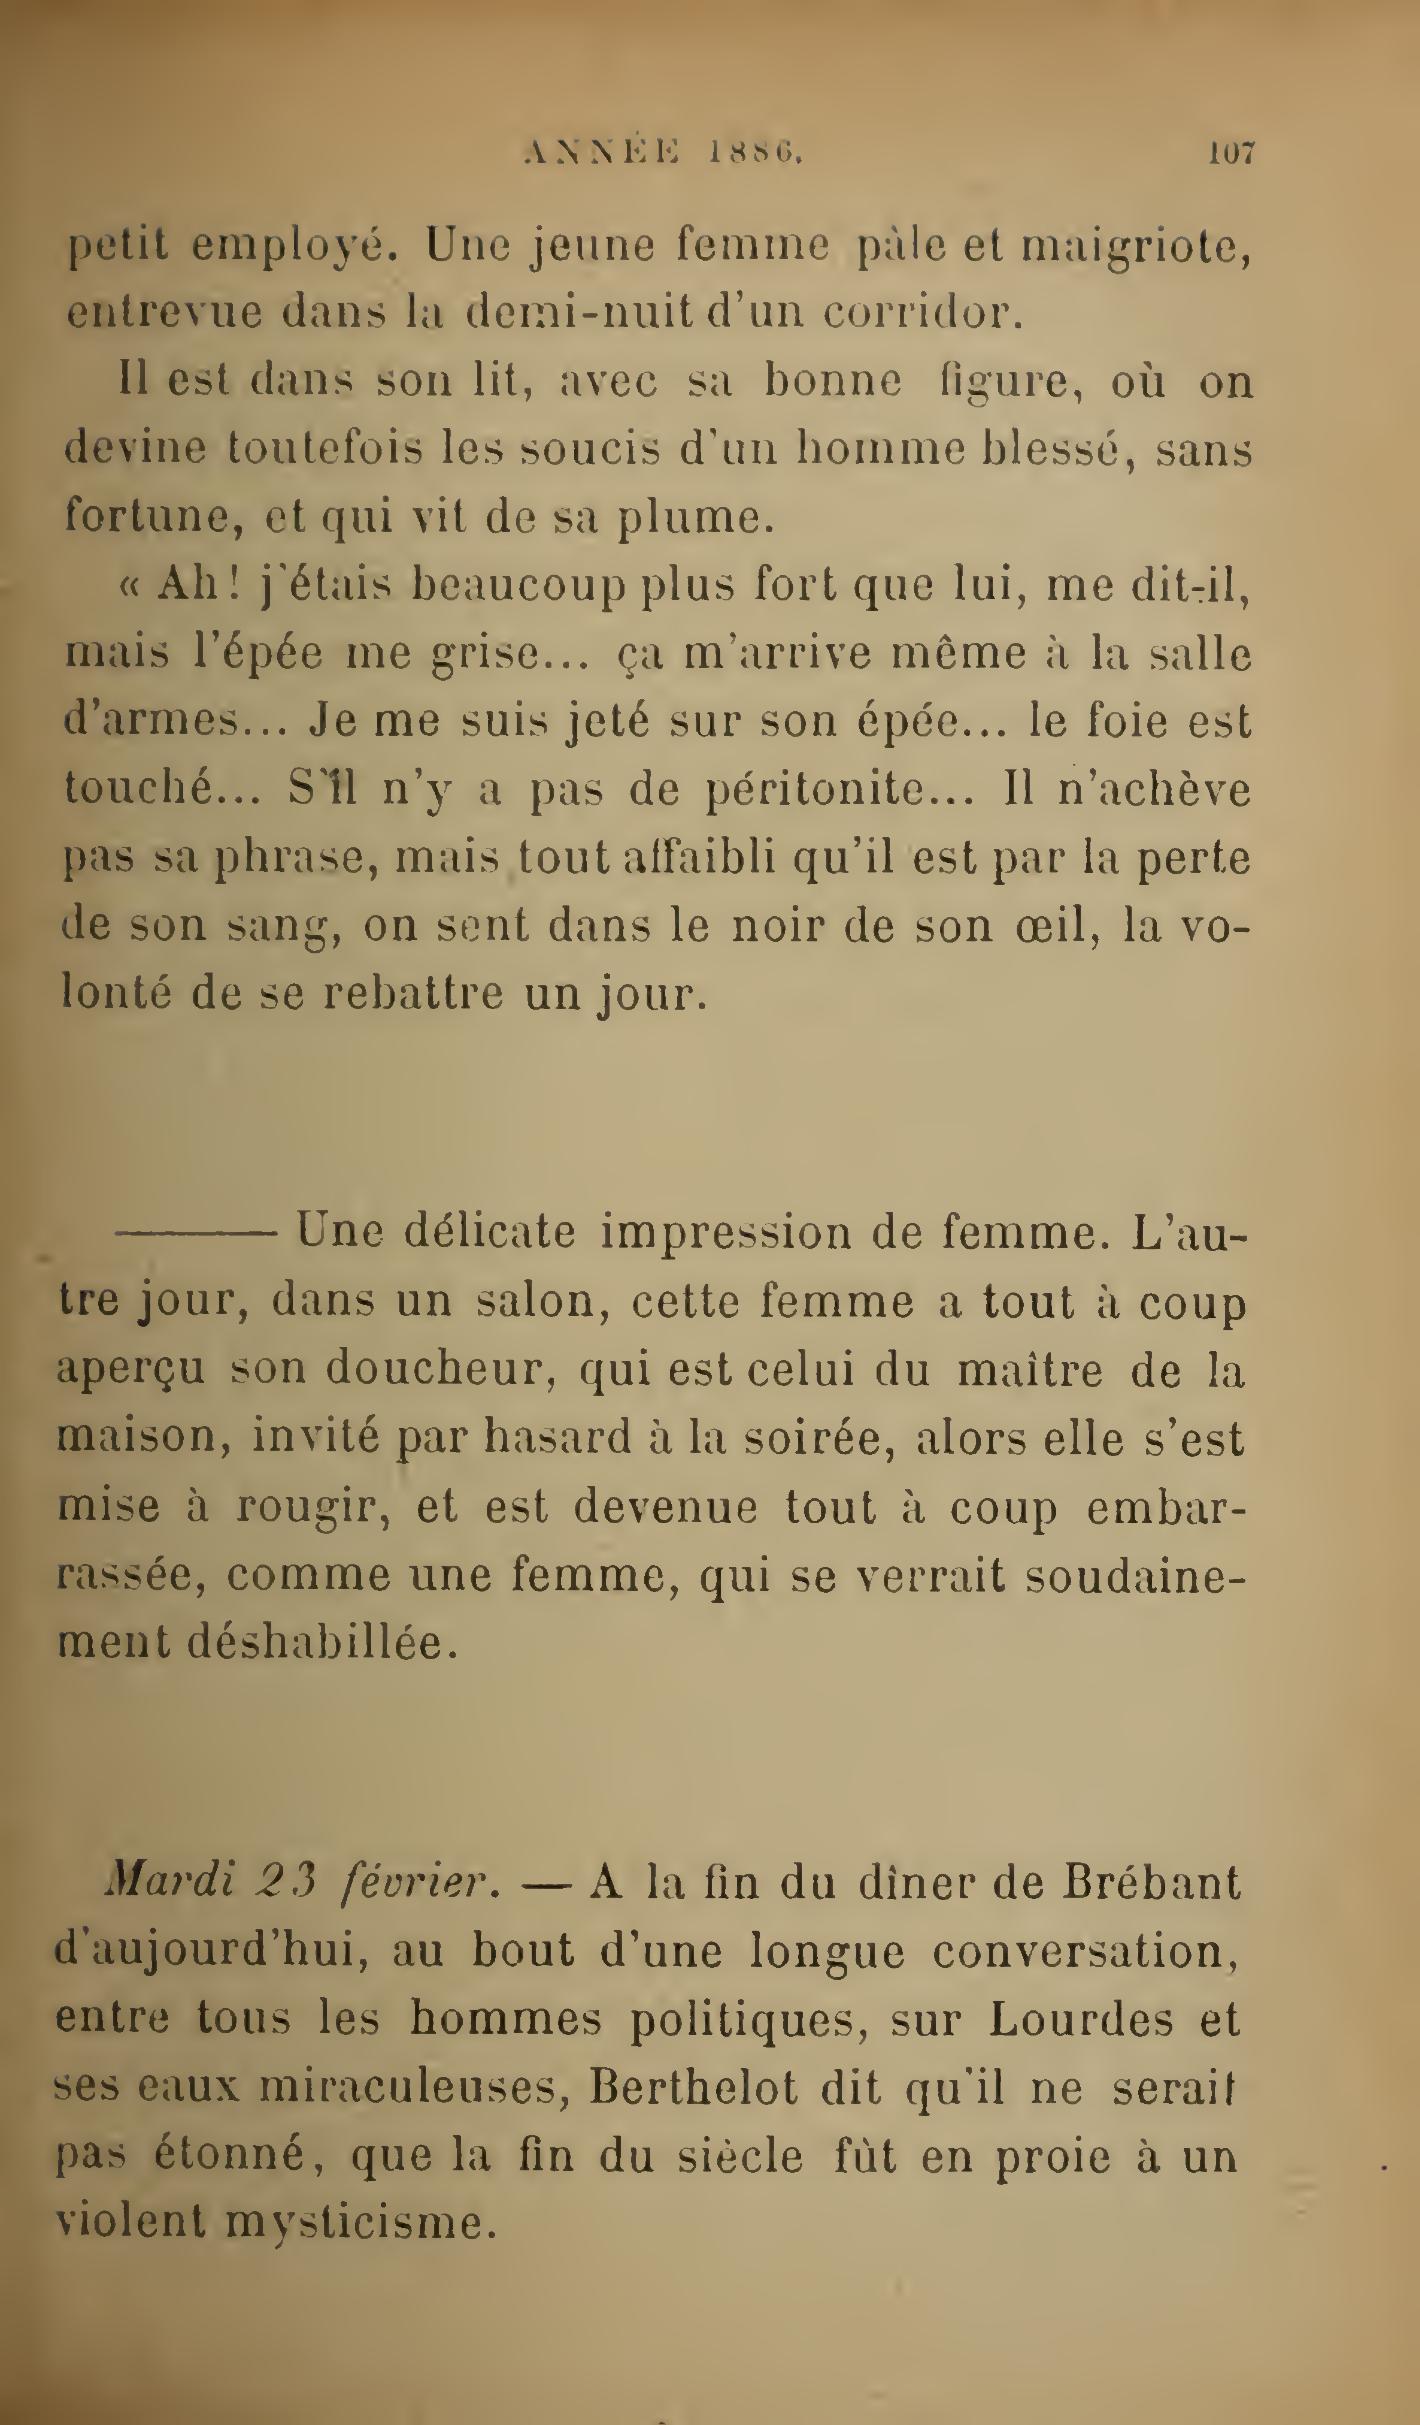 ANNÉE 1886. 107
petit employé. Une jeune femme pâle et maigriote,
entrevue dans la demi-nuit d'un corridor.
Il est dans son lit, avec sa bonne figure, où on
devine toutefois les soucis d'un homme blessé, sans
fortune, et qui vit de sa plume.
« Ah! j'étais beaucoup plus fort que lui, me dit-il,
mais l'épée me grise... ça m'arrive même à la salle
d'armes... Je me suis jeté sur son épée... le foie est
touché... S'il n'y a pas de péritonite... Il n'achève
pas sa phrase, mais tout affaibli qu'il est par la perte
de son sang, on sent dans le noir de son œil, la vo-
lonté de se rebattre un jour.
——— Une délicate impression de femme. L'au-
tre jour, dans un salon, cette femme a tout à coup
aperçu son doucheur, qui est celui du maître de la
maison, invité par hasard à la soirée, alors elle s'est
mise à rougir, et est devenue tout à coup embar-
rassée, comme une femme, qui se verrait soudaine-
ment déshabillée.
Mardi 23 février. — A la fin du dîner de Brébant
d'aujourd'hui, au bout d'une longue conversation,
entre tous les hommes politiques, sur Lourdes et
ses eaux miraculeuses, Berthelot dit qu'il ne serait
pas étonné, que la fin du siècle fût en proie à un
violent mysticisme.